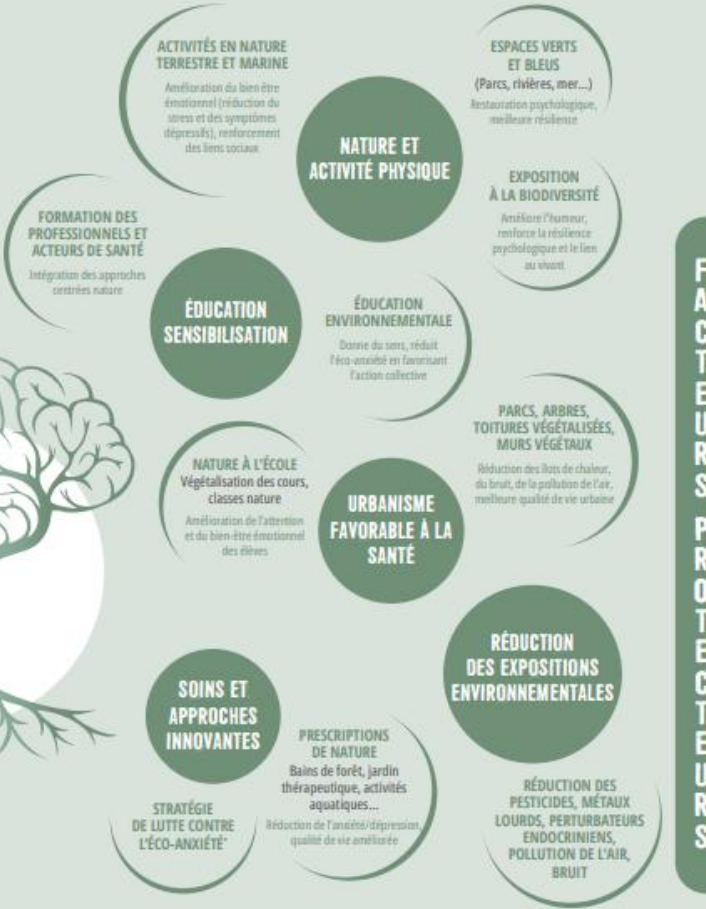 ACTIVITÉS EN NATURE
TERRESTRE ET MARINE
Amélioration du bien être
émotionnel (réduction du
stress et des symptômes
dépressifs), renforcement
des liens sociaux
NATURE ET
ACTIVITÉ PHYSIQUE
ESPACES VERTS
ET BLEUS
(Parcs, rivières, mer...)
Restauration psychologique,
meilleure résilience
EXPOSITION
À LA BIODIVERSITÉ
Améliore l'humeur,
renforce la résilience
psychologique et le lien
au vivant
FORMATION DES
PROFESSIONNELS ET
ACTEURS DE SANTÉ
Intégration des approches
centrées nature
ÉDUCATION
SENSIBILISATION
ÉDUCATION
ENVIRONNEMENTALE
Donne du sens, réduit
l'éco-anxiété en favorisant
l'action collective
PARCS, ARBRES,
TOITURES VÉGÉTALISÉES,
MURS VÉGÉTAUX
Réduction des îlots de chaleur,
du bruit, de la pollution de l'air,
meilleure qualité de vie urbaine
NATURE À L'ÉCOLE
Végétalisation des cours,
classes nature
Amélioration de l'attention
et du bien-être émotionnel
des élèves
URBANISME
FAVORABLE À LA
SANTÉ
RÉDUCTION
DES EXPOSITIONS
ENVIRONNEMENTALES
SOINS ET
APPROCHES
INNOVANTES
PRESCRIPTIONS
DE NATURE
Bains de forêt, jardin
thérapeutique, activités
aquatiques...
Réduction de l'anxiété/dépression,
qualité de vie améliorée
STRATÉGIE
DE LUTTE CONTRE
L'ÉCO-ANXIÉTÉ*
RÉDUCTION DES
PESTICIDES, MÉTAUX
LOURDS, PERTURBATEURS
ENDOCRINIENS,
POLLUTION DE L'AIR,
BRUIT
FACTEURS PROTECTEURS